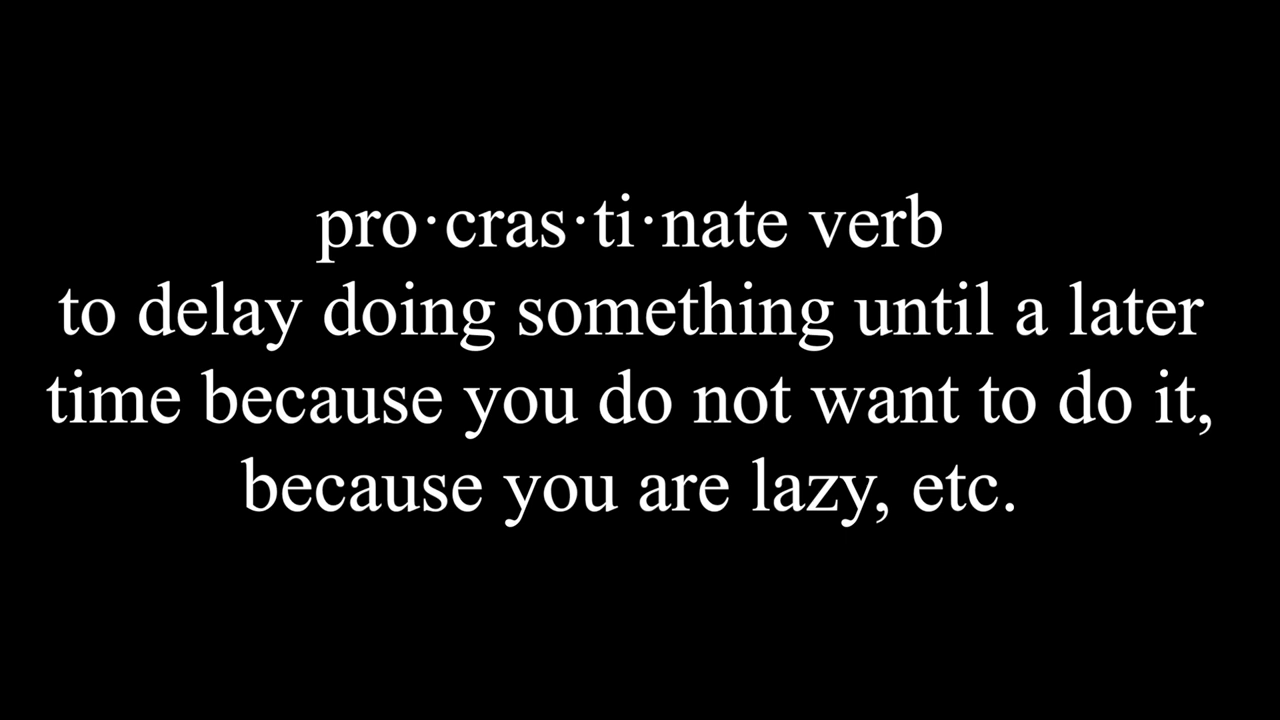 pro·cras·ti·nate verb
to delay doing something until a later
time because you do not want to do it,
because you are lazy, etc.